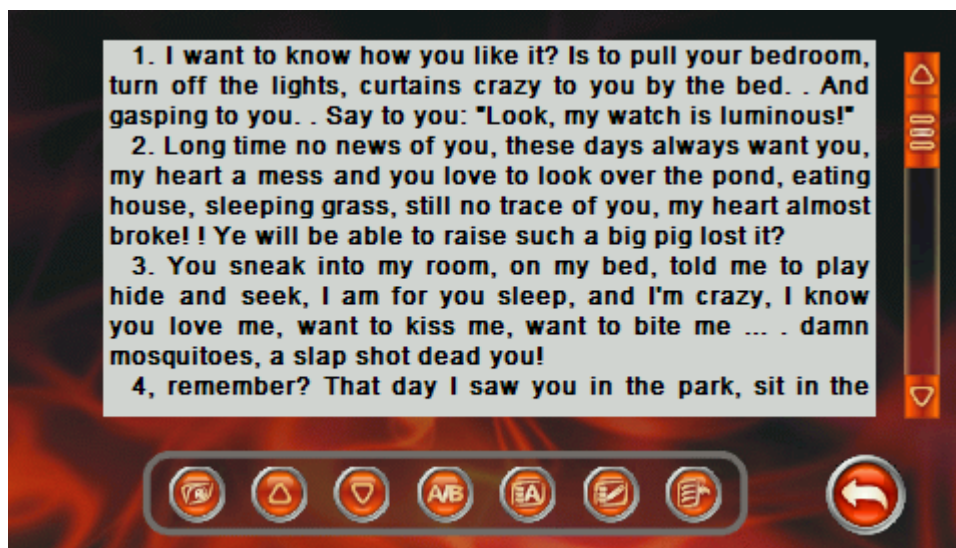 1. I want to know how you like it? Is to pull your bedroom,
turn off the lights, curtains crazy to you by the bed. . And
gasping to you. . Say to you: "Look, my watch is luminous!"
2. Long time no news of you, these days always want you,
my heart a mess and you love to look over the pond, eating
house, sleeping grass, still no trace of you, my heart almost
broke! ! Ye will be able to raise such a big pig lost it?
3. You sneak into my room, on my bed, told me to play
hide and seek, I am for you sleep, and I'm crazy, I know
you love me, want to kiss me, want to bite me ... . damn
mosquitoes, a slap shot dead you!
4, remember? That day I saw you in the park, sit in the
A/B
A